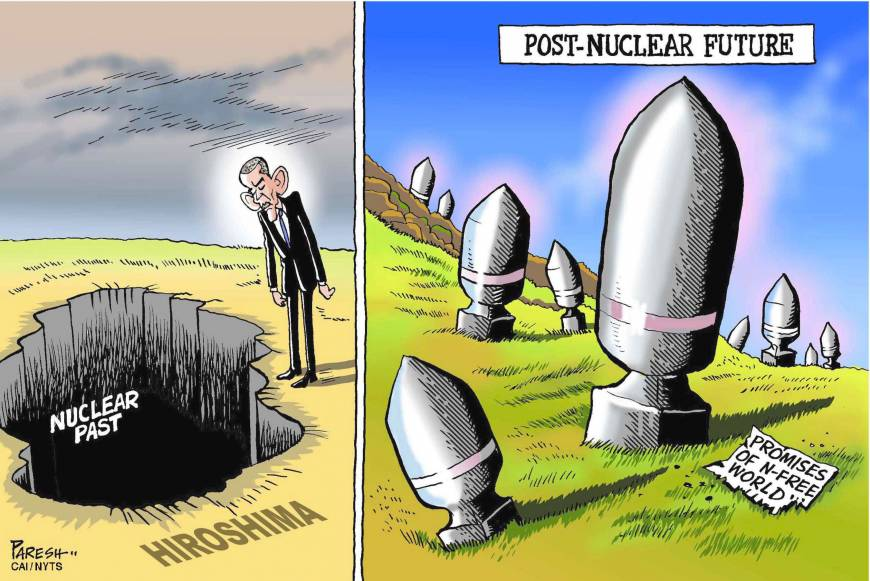 NUCLEAR
PAST
HIROSHIMA
PARESH
CAI/NYTS
POST-NUCLEAR FUTURE
PROMISES
OF N-FREE
WORLD